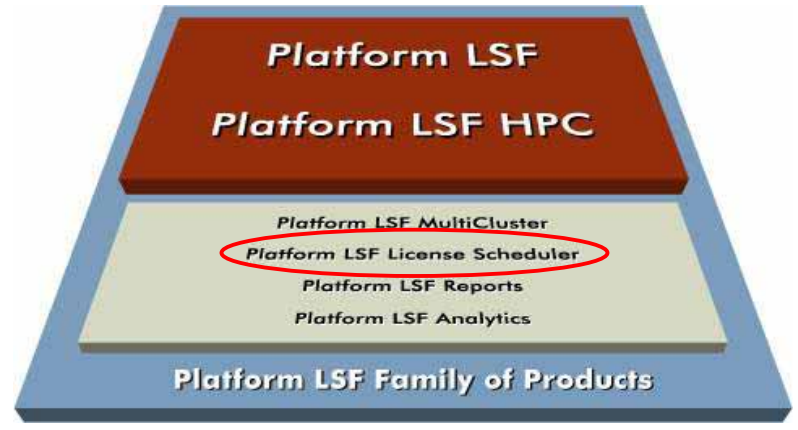 Platform LSF
Platform LSF HPC
Platform LSF MultiCluster
Platform LSF License Scheduler
Platform LSF Reports
Platform LSF Analytics
Platform LSF Family of Products